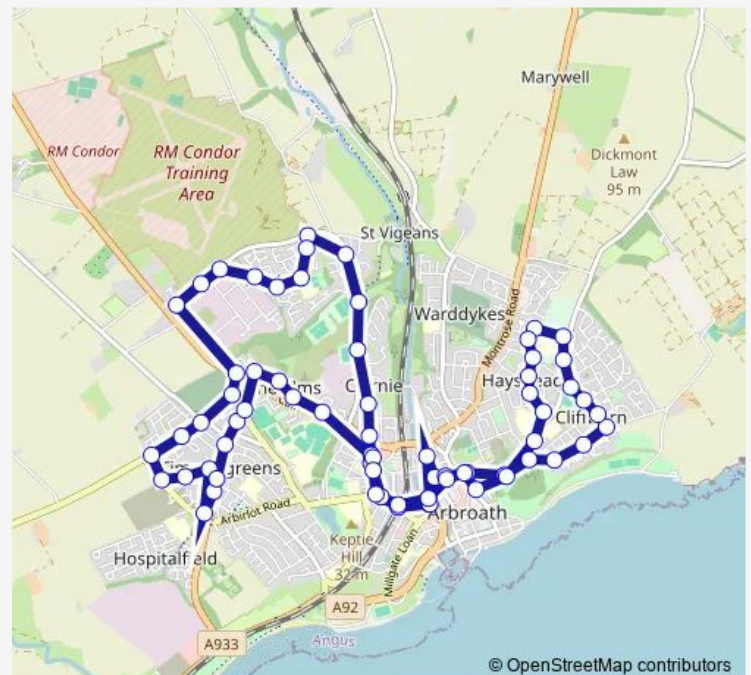 Marywell
RM Condor
RM Condor
Training
Area
Dickmont
Law
95 m
St Vigeans
Warddykes
Montrose Road
Arbirlot Road
Arbroath
Hospitalfield
Keptie
Hill
32 m
Millgate Loan
A92
A933
Angus
© OpenStreetMap contributors